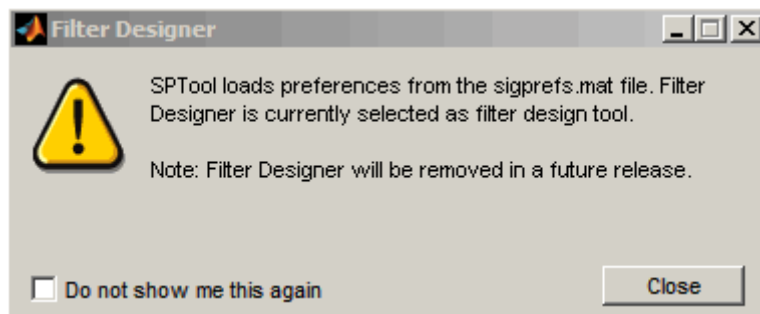 Filter Designer
SPTool loads preferences from the sigprefs.mat file. Filter
Designer is currently selected as filter design tool.
Note: Filter Designer will be removed in a future release.
Do not show me this again
Close